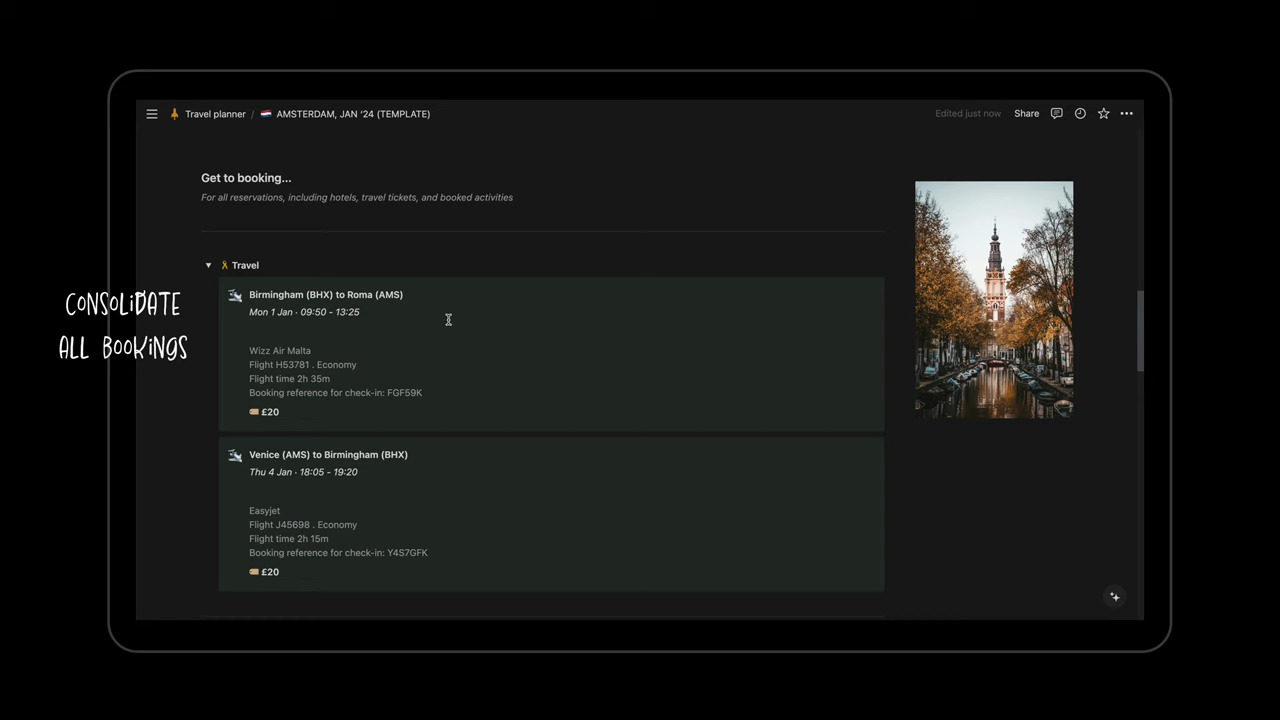 Travel planner / AMSTERDAM, JAN ‘24 (TEMPLATE)
Edited just now Share
Get to booking...
For all reservations, including hotels, travel tickets, and booked activities
CONSOLIDATE
ALL BOOKINGS
Travel
Birmingham (BHX) to Roma (AMS)
Mon 1 Jan · 09:50 - 13:25
Wizz Air Malta
Flight H53781 . Economy
Flight time 2h 35m
Booking reference for check-in: FGF59K
£20
Venice (AMS) to Birmingham (BHX)
Thu 4 Jan · 18:05 - 19:20
Easyjet
Flight J45698 . Economy
Flight time 2h 15m
Booking reference for check-in: Y4S7GFK
£20